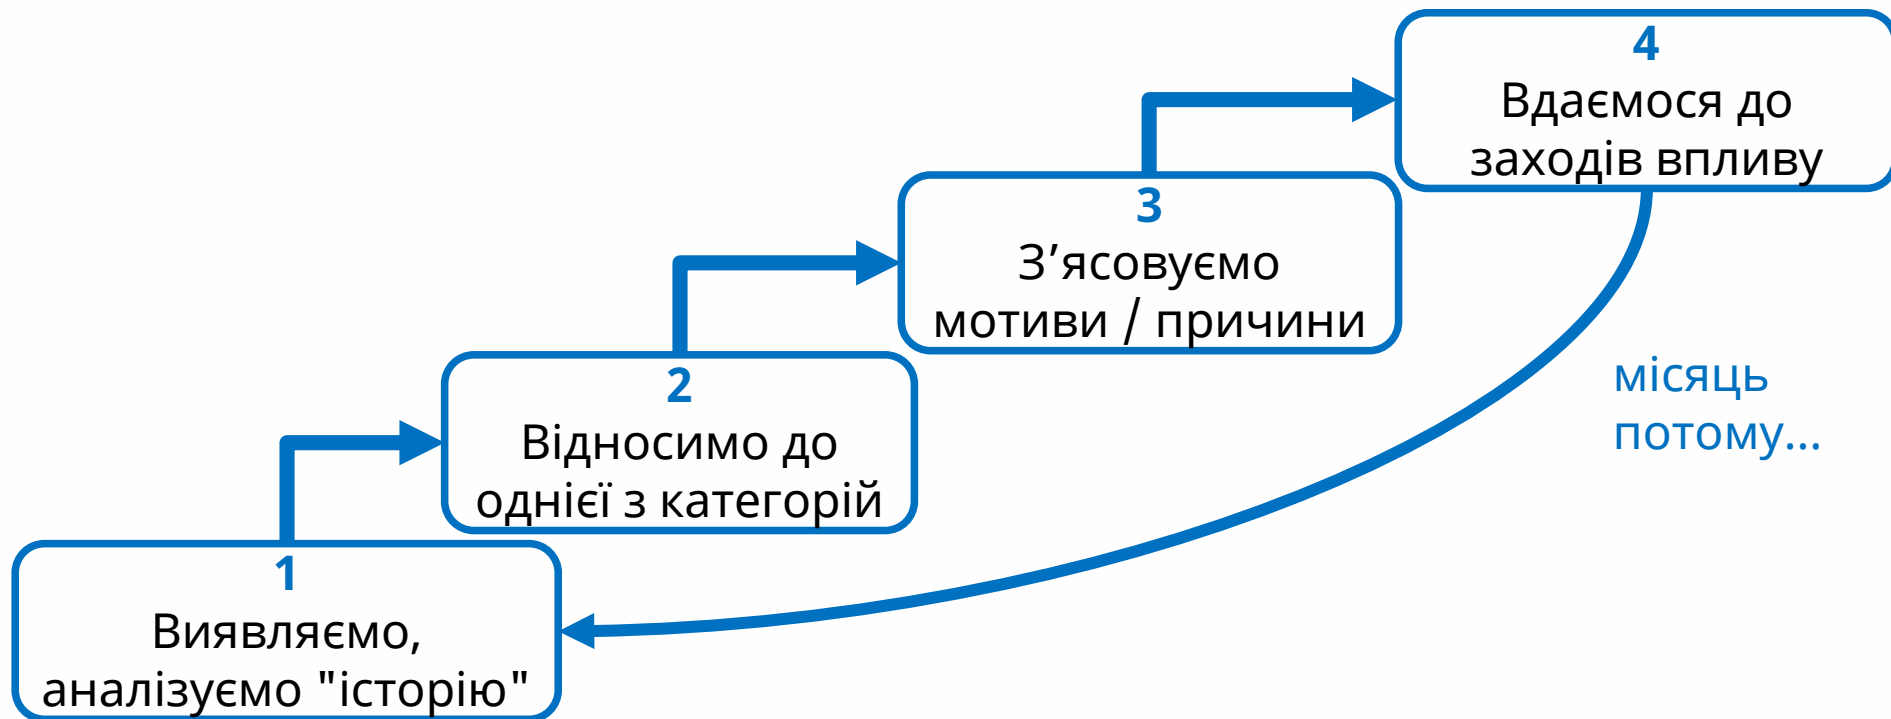 4
Вдаємося до
заходів впливу
3
З’ясовуємо
мотиви / причини
місяць
потому...
2
Відносимо до
однієї з категорій
1
Виявляємо,
аналізуємо "історію"